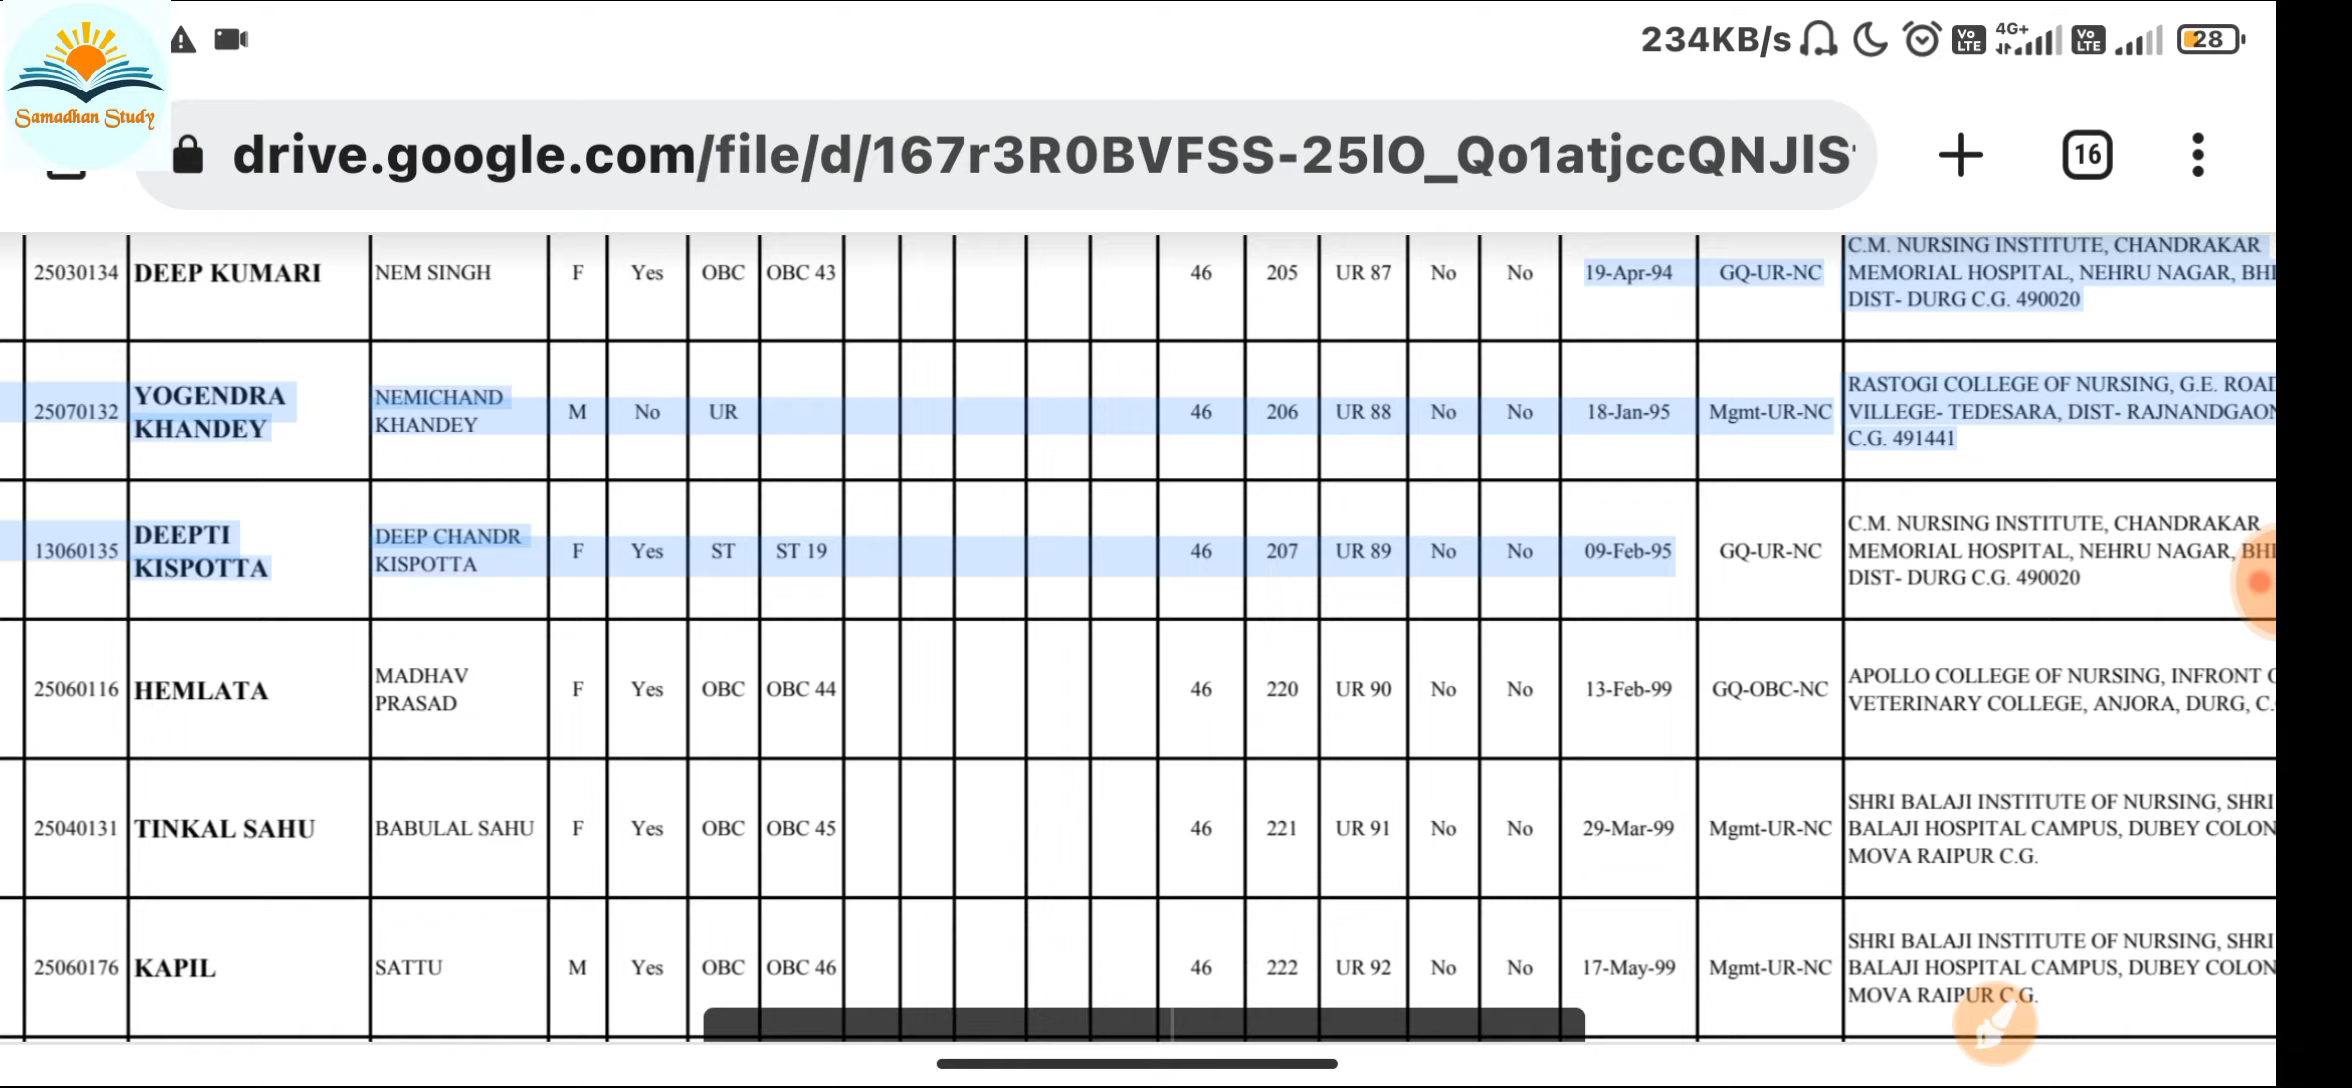 Samadhan Study
234KB/s Vo LTE 4G+ Vo LTE 28
drive.google.com/file/d/167r3R0BVFSS-25lO_Qo1atjccQNJlS
16
25030134 DEEP KUMARI NEM SINGH F Yes OBC OBC 43 46 205 UR 87 No No 19-Apr-94 GQ-UR-NC C.M. NURSING INSTITUTE, CHANDRAKAR
MEMORIAL HOSPITAL, NEHRU NAGAR, BHI
DIST- DURG C.G. 490020
25070132 YOGENDRA KHANDEY NEMICHAND KHANDEY M No UR 46 206 UR 88 No No 18-Jan-95 Mgmt-UR-NC RASTOGI COLLEGE OF NURSING, G.E. ROAD
VILLEGE- TEDESARA, DIST- RAJNANDGAON
C.G. 491441
13060135 DEEPTI KISPOTTA DEEP CHANDR KISPOTTA F Yes ST ST 19 46 207 UR 89 No No 09-Feb-95 GQ-UR-NC C.M. NURSING INSTITUTE, CHANDRAKAR
MEMORIAL HOSPITAL, NEHRU NAGAR, BHI
DIST- DURG C.G. 490020
25060116 HEMLATA MADHAV PRASAD F Yes OBC OBC 44 46 220 UR 90 No No 13-Feb-99 GQ-OBC-NC APOLLO COLLEGE OF NURSING, INFRONT
VETERINARY COLLEGE, ANJORA, DURG, C.
25040131 TINKAL SAHU BABULAL SAHU F Yes OBC OBC 45 46 221 UR 91 No No 29-Mar-99 Mgmt-UR-NC SHRI BALAJI INSTITUTE OF NURSING, SHRI
BALAJI HOSPITAL CAMPUS, DUBEY COLON
MOVA RAIPUR C.G.
25060176 KAPIL SATTU M Yes OBC OBC 46 46 222 UR 92 No No 17-May-99 Mgmt-UR-NC SHRI BALAJI INSTITUTE OF NURSING, SHRI
BALAJI HOSPITAL CAMPUS, DUBEY COLON
MOVA RAIPUR C.G.